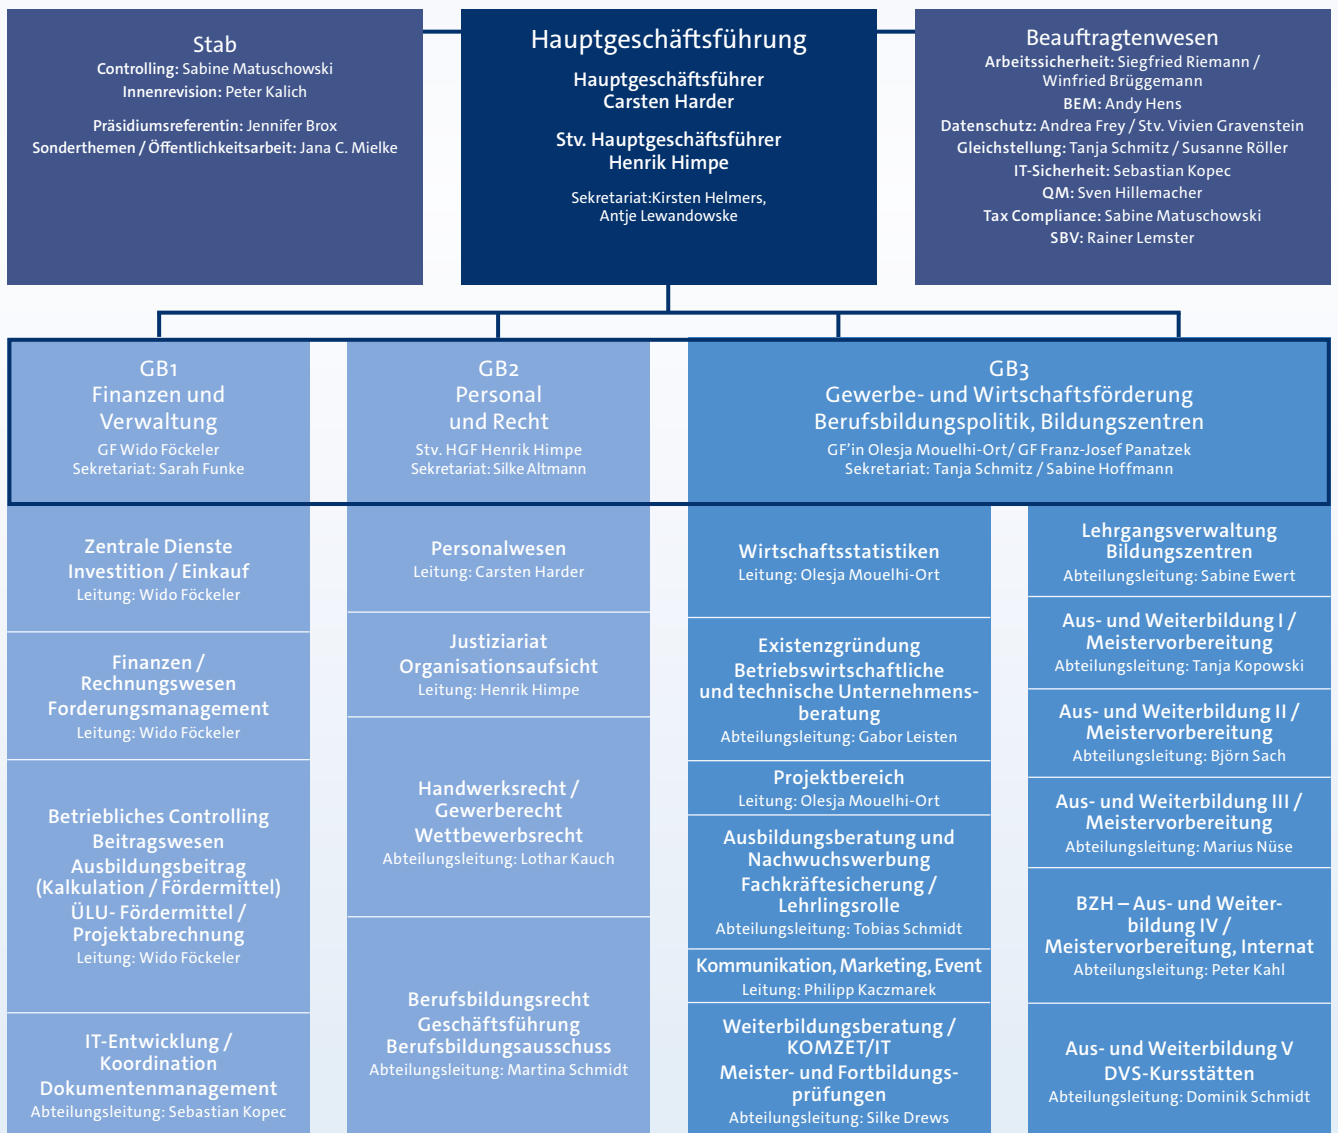 Stab
Controlling: Sabine Matuschowski
Innenrevision: Peter Kalich
Präsidiumsreferentin: Jennifer Brox
Sonderthemen / Öffentlichkeitsarbeit: Jana C. Mielke
Hauptgeschäftsführung
Hauptgeschäftsführer
Carsten Harder
Stv. Hauptgeschäftsführer
Henrik Himpe
Sekretariat:Kirsten Helmers,
Antje Lewandowske
Beauftragtenwesen
Arbeitssicherheit: Siegfried Riemann /
Winfried Brüggemann
BEM: Andy Hens
Datenschutz: Andrea Frey / Stv. Vivien Gravenstein
Gleichstellung: Tanja Schmitz / Susanne Röller
IT-Sicherheit: Sebastian Kopec
QM: Sven Hillemacher
Tax Compliance: Sabine Matuschowski
SBV: Rainer Lemster
GB1
Finanzen und
Verwaltung
GF Wido Föckeler
Sekretariat: Sarah Funke
GB2
Personal
und Recht
Stv. HGF Henrik Himpe
Sekretariat: Silke Altmann
GB3
Gewerbe- und Wirtschaftsförderung
Berufsbildungspolitik, Bildungszentren
GF'in Olesja Mouelhi-Ort/ GF Franz-Josef Panatzek
Sekretariat: Tanja Schmitz / Sabine Hoffmann
Zentrale Dienste
Investition / Einkauf
Leitung: Wido Föckeler
Finanzen /
Rechnungswesen
Forderungsmanagement
Leitung: Wido Föckeler
Betriebliches Controlling
Beitragswesen
Ausbildungsbeitrag
(Kalkulation / Fördermittel)
ÜLU- Fördermittel /
Projektabrechnung
Leitung: Wido Föckeler
IT-Entwicklung /
Koordination
Dokumentenmanagement
Abteilungsleitung: Sebastian Kopec
Personalwesen
Leitung: Carsten Harder
Justiziariat
Organisationsaufsicht
Leitung: Henrik Himpe
Handwerksrecht /
Gewerberecht
Wettbewerbsrecht
Abteilungsleitung: Lothar Kauch
Berufsbildungsrecht
Geschäftsführung
Berufsbildungsausschuss
Abteilungsleitung: Martina Schmidt
Wirtschaftsstatistiken
Leitung: Olesja Mouelhi-Ort
Existenzgründung
Betriebswirtschaftliche
und technische Unternehmens-
beratung
Abteilungsleitung: Gabor Leisten
Projektbereich
Leitung: Olesja Mouelhi-Ort
Ausbildungsberatung und
Nachwuchswerbung
Fachkräftesicherung /
Lehrlingsrolle
Abteilungsleitung: Tobias Schmidt
Kommunikation, Marketing, Event
Leitung: Philipp Kaczmarek
Weiterbildungsberatung /
KOMZET/IT
Meister- und Fortbildungs-
prüfungen
Abteilungsleitung: Silke Drews
Lehrgangsverwaltung
Bildungszentren
Abteilungsleitung: Sabine Ewert
Aus- und Weiterbildung I /
Meistervorbereitung
Abteilungsleitung: Tanja Kopowski
Aus- und Weiterbildung II /
Meistervorbereitung
Abteilungsleitung: Björn Sach
Aus- und Weiterbildung III /
Meistervorbereitung
Abteilungsleitung: Marius Nüse
BZH – Aus- und Weiter-
bildung IV /
Meistervorbereitung, Internat
Abteilungsleitung: Peter Kahl
Aus- und Weiterbildung V
DVS-Kursstätten
Abteilungsleitung: Dominik Schmidt